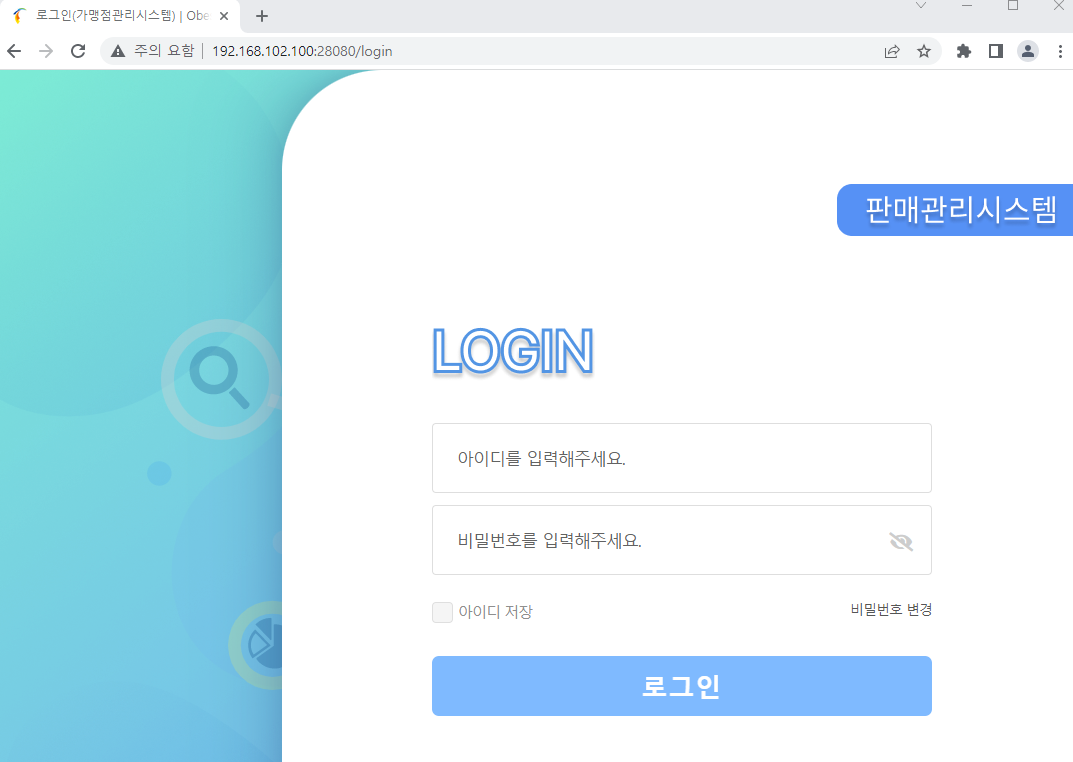 로그인(가맹점관리시스템) | Obe
주의 요함 | 192.168.102.100:28080/login
판매관리시스템
LOGIN
아이디를 입력해주세요.
비밀번호를 입력해주세요.
아이디 저장
비밀번호 변경
로그인